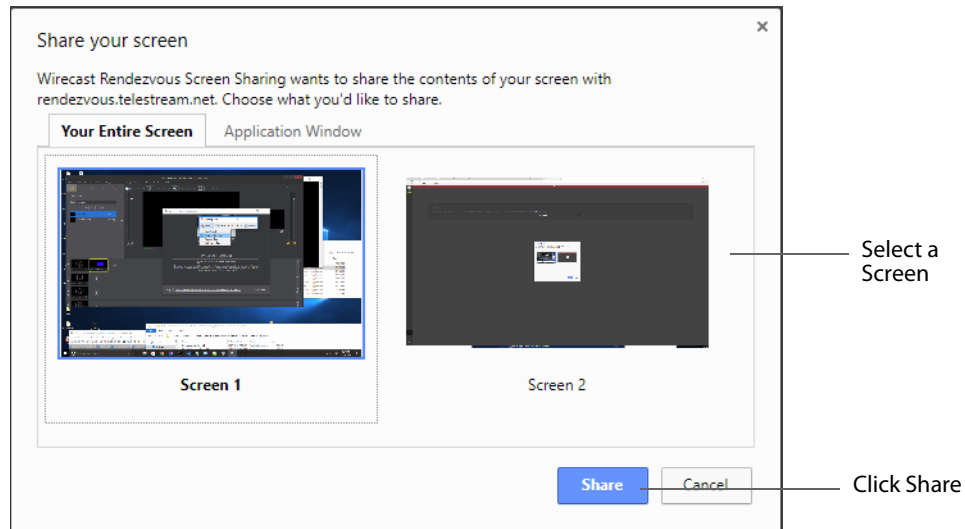 Share your screen
Wirecast Rendezvous Screen Sharing wants to share the contents of your screen with
rendezvous.telestream.net. Choose what you'd like to share.
Your Entire Screen
Application Window
Screen 1
Screen 2
Select a
Screen
Share
Cancel
Click Share